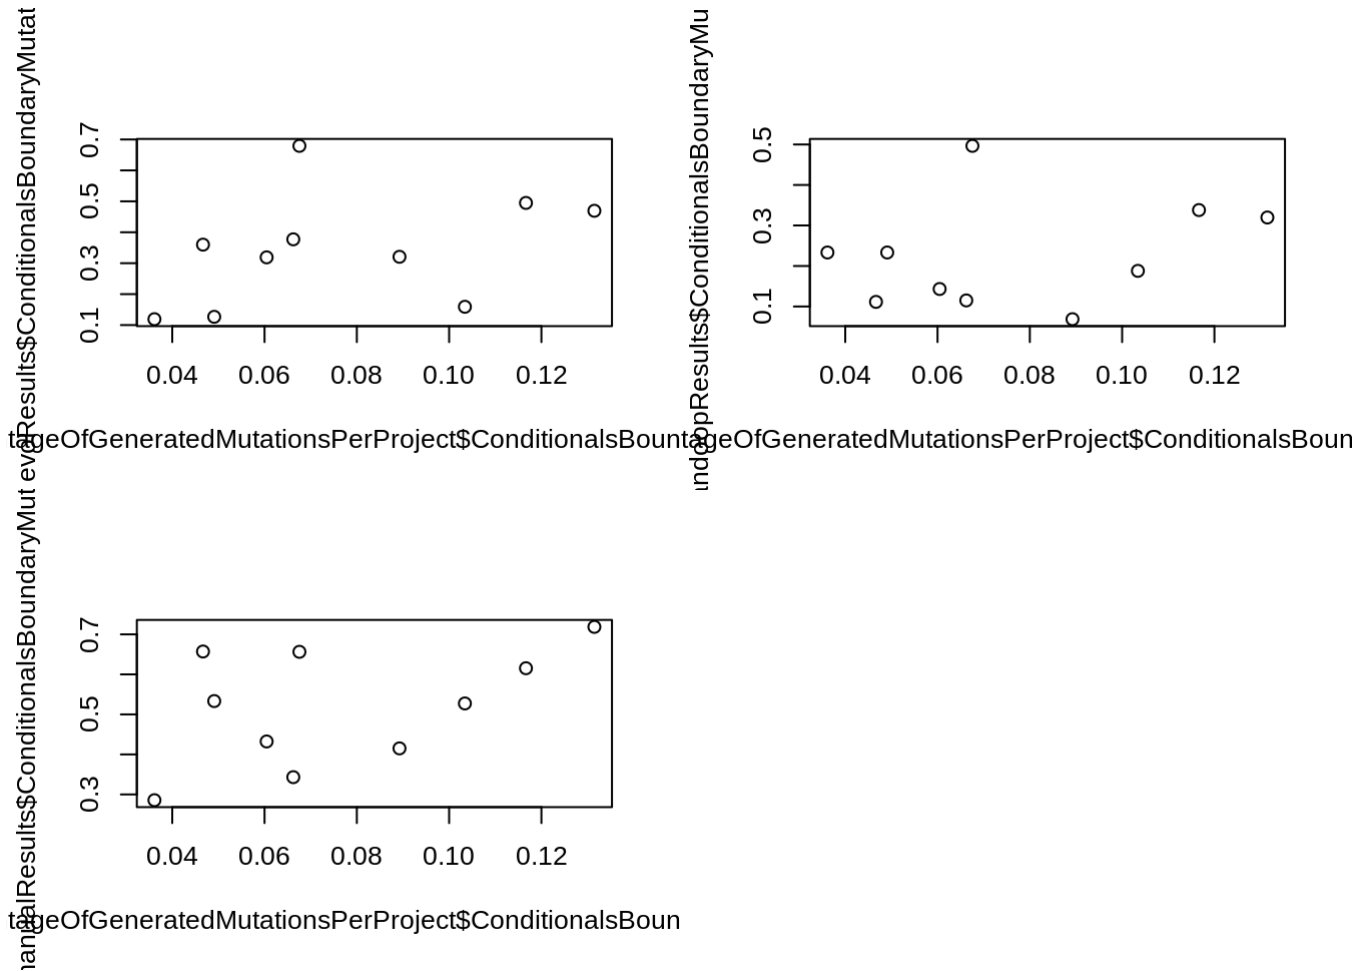 evoResults$ConditionalsBoundaryMutat
0.7
0.5
0.3
0.1
0.04 0.06 0.08 0.10 0.12
tageOfGeneratedMutationsPerProject$ConditionalsBoun
andoopResults$ConditionalsBoundaryMu
0.5
0.3
0.1
0.04 0.06 0.08 0.10 0.12
tageOfGeneratedMutationsPerProject$ConditionalsBoun
manualResults$ConditionalsBoundaryMut
0.7
0.5
0.3
0.04 0.06 0.08 0.10 0.12
tageOfGeneratedMutationsPerProject$ConditionalsBoun